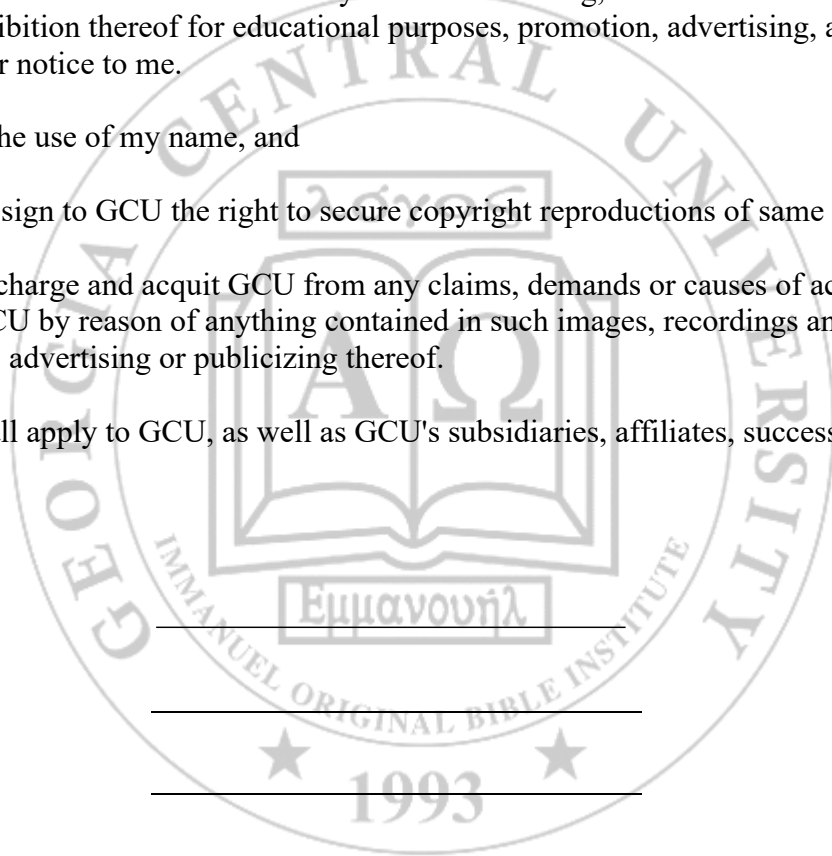 ibition thereof for educational purposes, promotion, advertising, a
r notice to me.
he use of my name, and
sign to GCU the right to secure copyright reproductions of same
charge and acquit GCU from any claims, demands or causes of ac
CU by reason of anything contained in such images, recordings an
advertising or publicizing thereof.
ll apply to GCU, as well as GCU's subsidiaries, affiliates, success
GEORGIA CENTRAL UNIVERSITY
λόγος
Α Ω
Εμμανουήλ
IMMANUEL ORIGINAL BIBLE INSTITUTE
1993